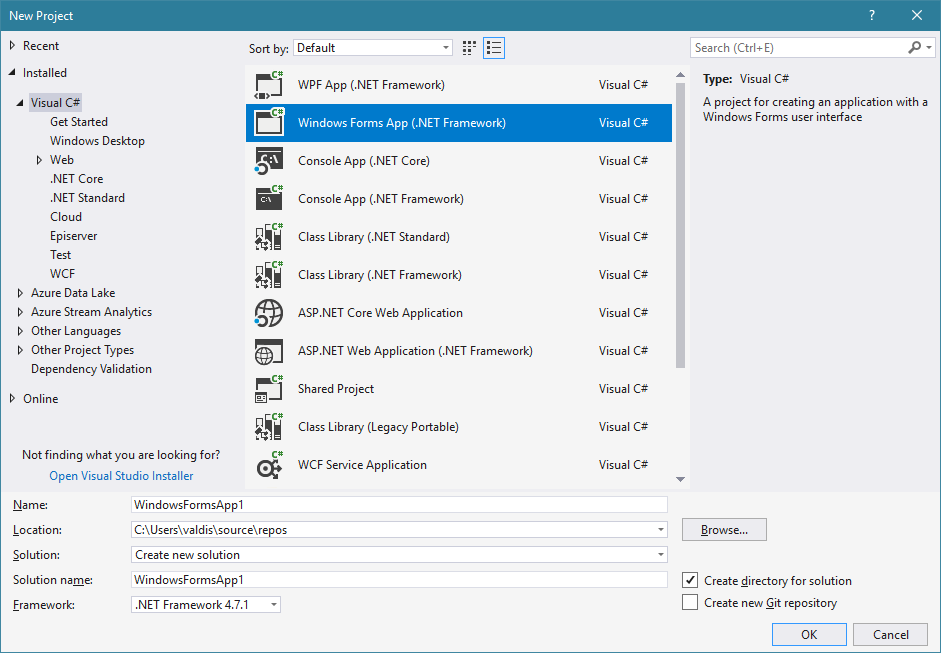 New Project
?
Recent
Installed
Visual C#
Get Started
Windows Desktop
Web
.NET Core
.NET Standard
Cloud
Episerver
Test
WCF
Azure Data Lake
Azure Stream Analytics
Other Languages
Other Project Types
Dependency Validation
Online
Not finding what you are looking for?
Open Visual Studio Installer
Sort by: Default
WPF App (.NET Framework) Visual C#
Windows Forms App (.NET Framework) Visual C#
Console App (.NET Core) Visual C#
Console App (.NET Framework) Visual C#
Class Library (.NET Standard) Visual C#
Class Library (.NET Framework) Visual C#
ASP.NET Core Web Application Visual C#
ASP.NET Web Application (.NET Framework) Visual C#
Shared Project Visual C#
Class Library (Legacy Portable) Visual C#
WCF Service Application Visual C#
Search (Ctrl+E)
Type: Visual C#
A project for creating an application with a
Windows Forms user interface
Name: WindowsFormsApp1
Location: C:\Users\valdis\source\repos
Browse...
Solution: Create new solution
Solution name: WindowsFormsApp1
Create directory for solution
Framework: .NET Framework 4.7.1
Create new Git repository
OK
Cancel